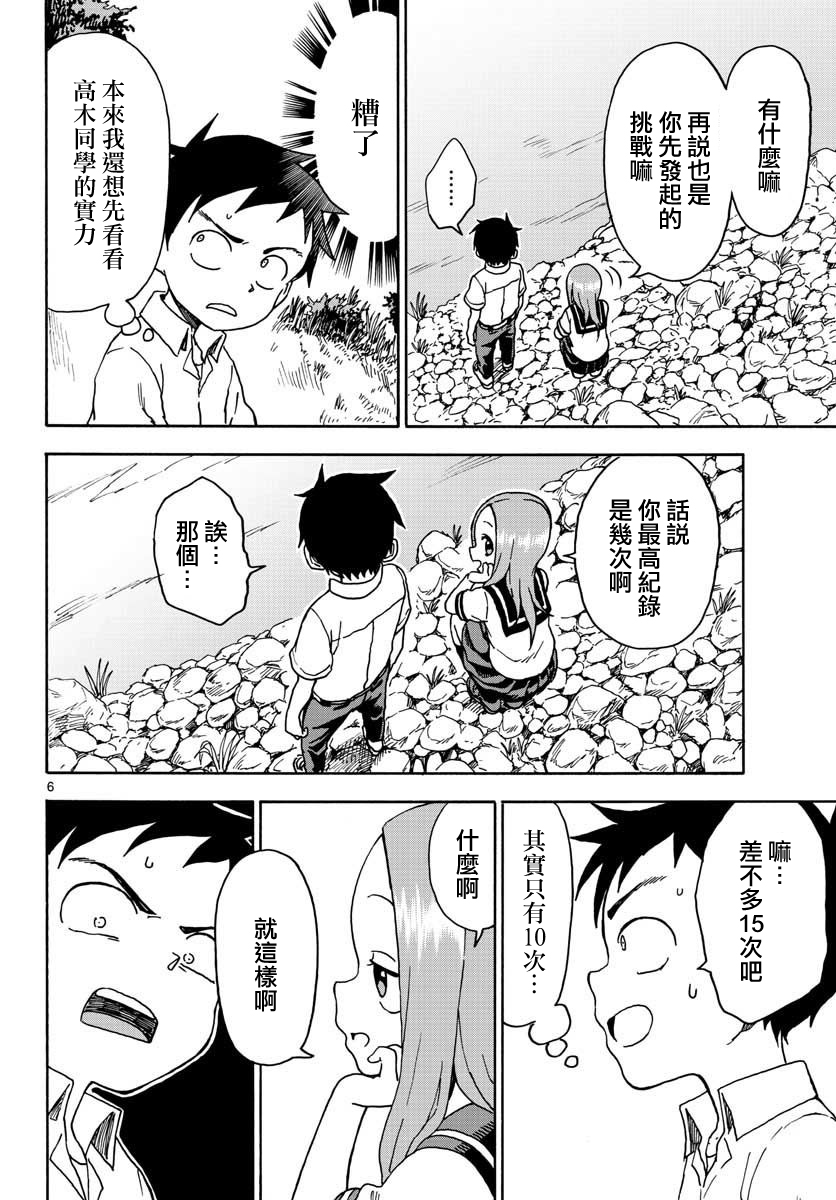 有什麼嘛
再説也是
你先發起的
挑戰嘛
……
糟了
本來我還想先看看
高木同學的實力
話説
你最高紀錄
是幾次啊
誒…
那個…
6
嘛…
差不多15次吧
其實只有10次…
什麼啊
就這樣啊